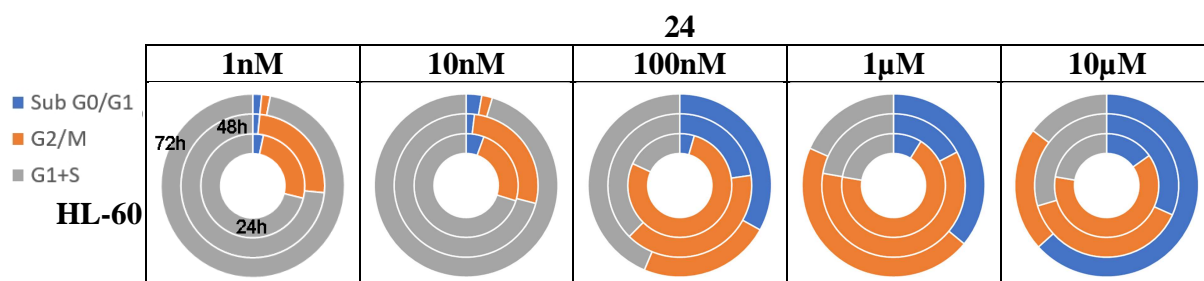 24
1nM 10nM 100nM 1µM 10µM
Sub G0/G1
G2/M
G1+S
HL-60
48h
72h
24h